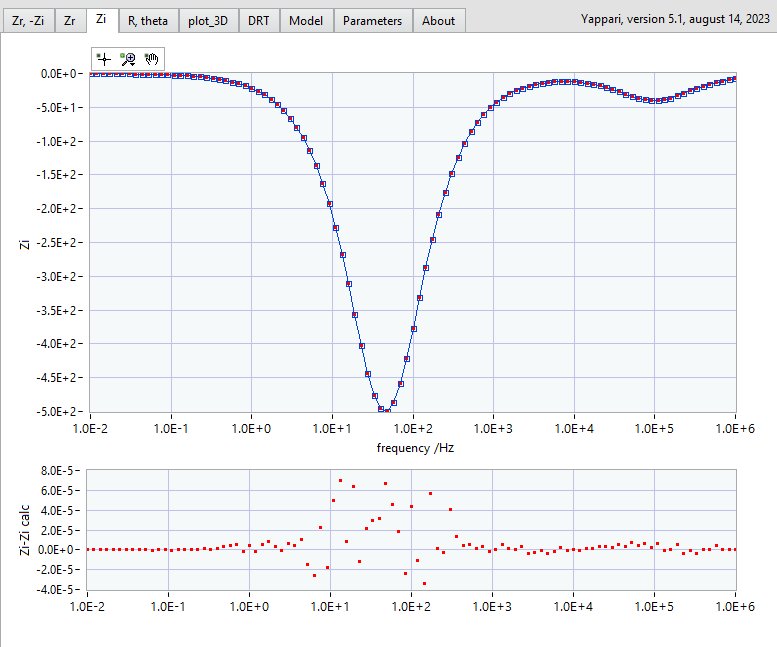 Zr, -Zi Zr Zi R, theta plot_3D DRT Model Parameters About Yappari, version 5.1, august 14, 2023
0.0E+0
-5.0E+1
-1.0E+2
-1.5E+2
-2.0E+2
Zi
-2.5E+2
-3.0E+2
-3.5E+2
-4.0E+2
-4.5E+2
-5.0E+2
1.0E-2 1.0E-1 1.0E+0 1.0E+1 1.0E+2 1.0E+3 1.0E+4 1.0E+5 1.0E+6
frequency /Hz
8.0E-5
6.0E-5
4.0E-5
Zi-Zi calc
2.0E-5
0.0E+0
-2.0E-5
-4.0E-5
1.0E-2 1.0E-1 1.0E+0 1.0E+1 1.0E+2 1.0E+3 1.0E+4 1.0E+5 1.0E+6